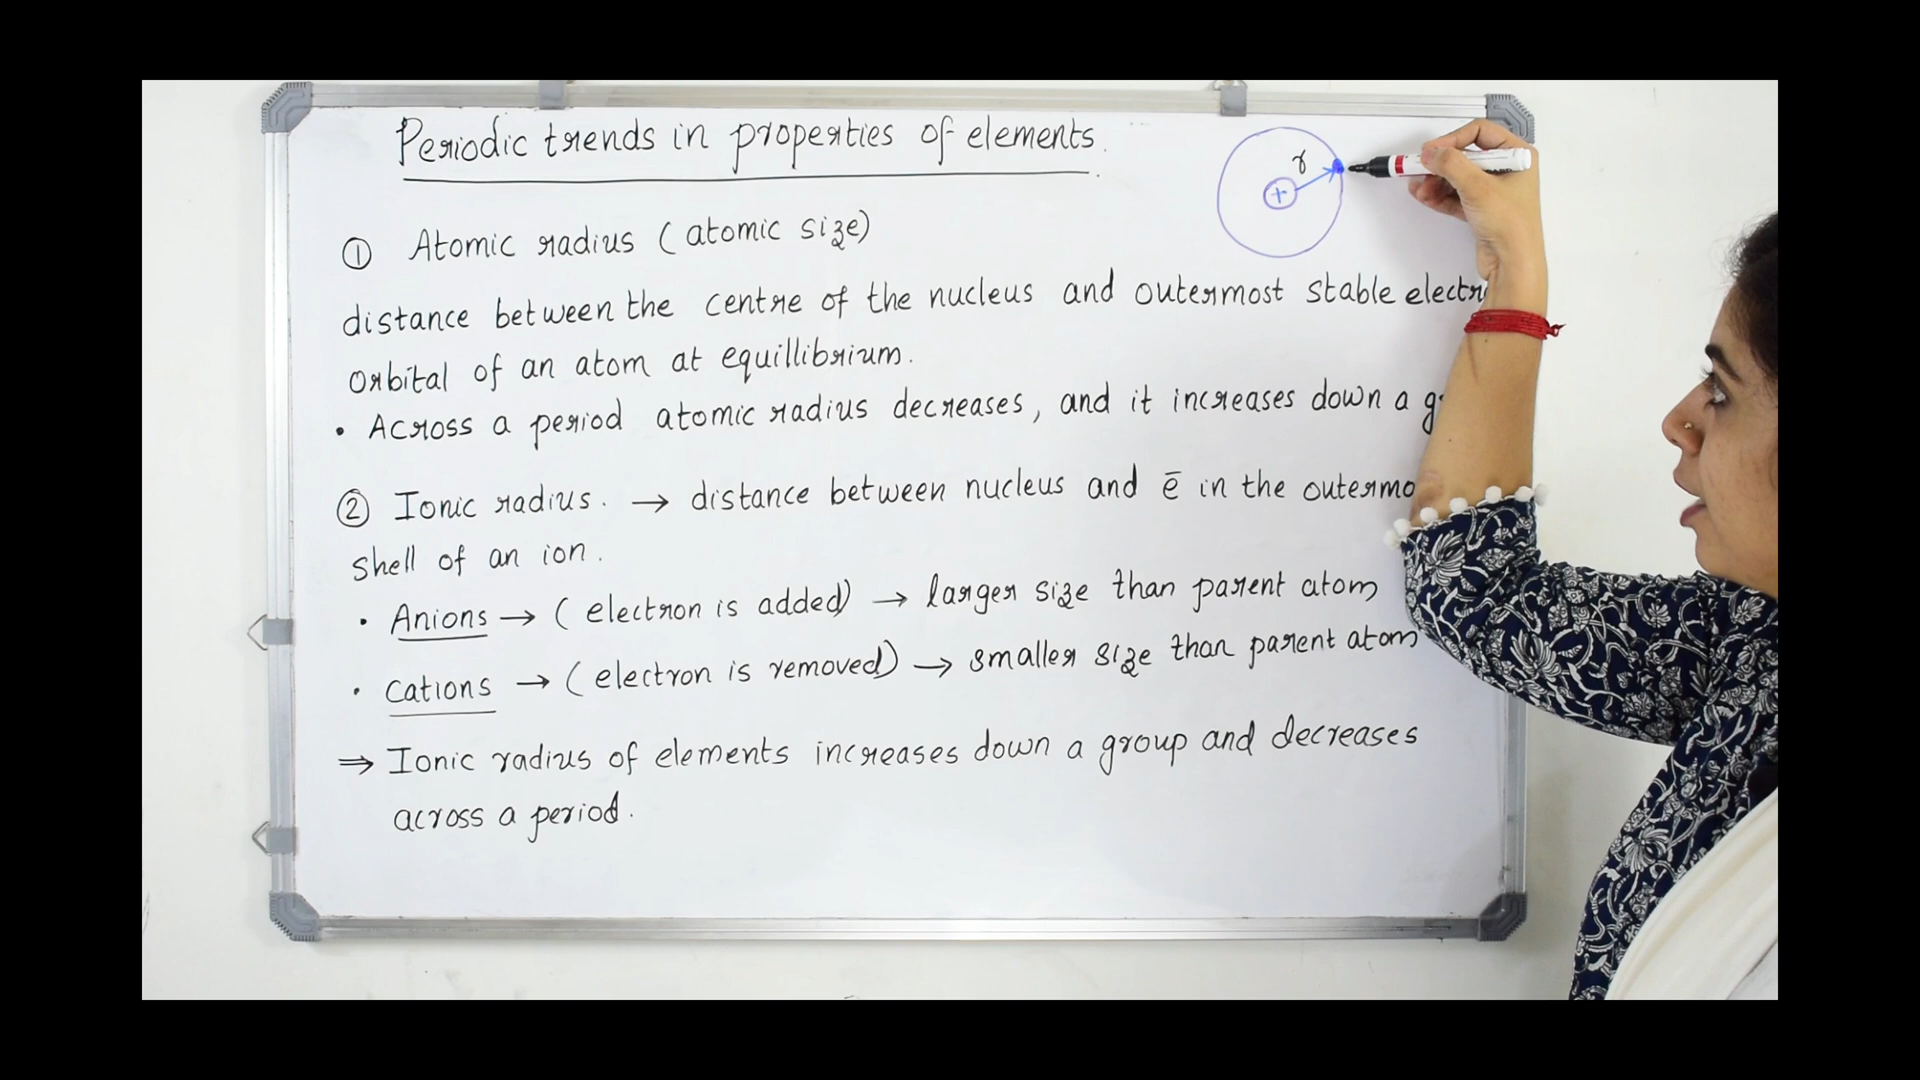 Periodic trends in properties of elements.
r
+
① Atomic radius (atomic size)
distance between the centre of the nucleus and outermost stable electr
orbital of an atom at equillibrium.
• Across a period atomic radius decreases, and it increases down a g
② Ionic radius. → distance between nucleus and ē in the outermo
shell of an ion.
• Anions → (electron is added) → larger size than parent atom
• Cations → (electron is removed) → smaller size than parent atom
⇒ Ionic radius of elements increases down a group and decreases
across a period.